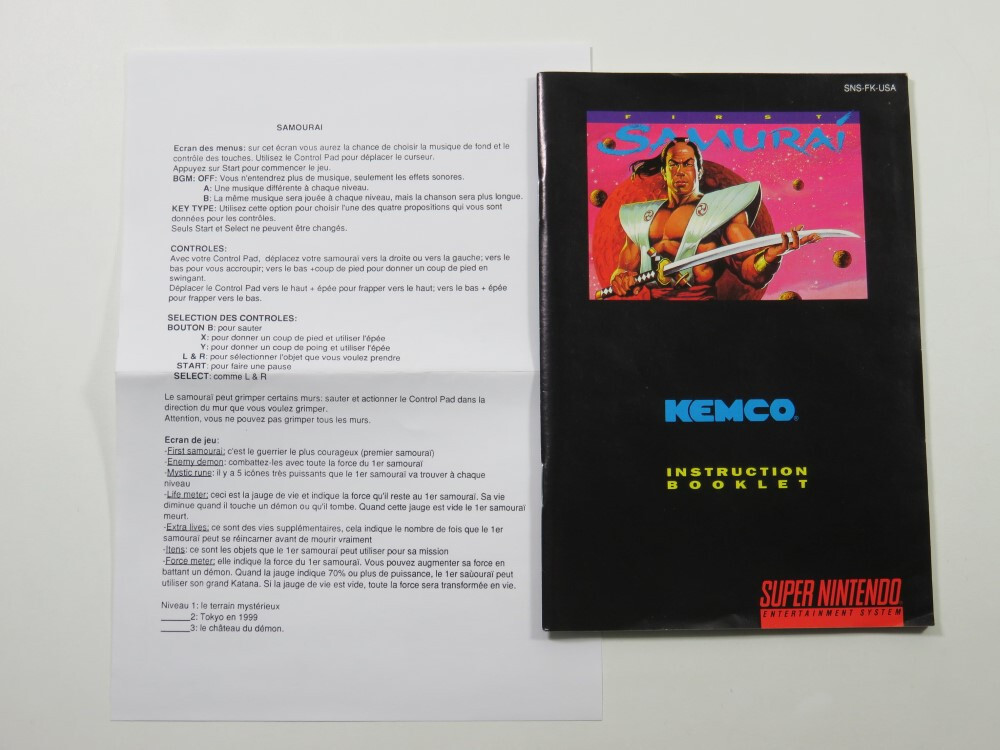 SAMOURAI
Ecran des menus: sur cet écran vous aurez la chance de choisir la musique de fond et le
contrôle des touches. Utilisez le Control Pad pour déplacer le curseur.
Appuyez sur Start pour commencer le jeu.
BGM: OFF: Vous n'entendrez plus de musique, seulement les effets sonores.
A: Une musique différente à chaque niveau.
B: La même musique sera jouée à chaque niveau, mais la chanson sera plus longue.
KEY TYPE: Utilisez cette option pour choisir l'une des quatre propositions qui vous sont
données pour les contrôles.
Seuls Start et Select ne peuvent être changés.
CONTROLES:
Avec votre Control Pad, déplacez votre samouraï vers la droite ou vers la gauche; vers le
bas pour vous accroupir; vers le bas +coup de pied pour donner un coup de pied en
swingant.
Déplacer le Control Pad vers le haut + épée pour frapper vers le haut; vers le bas + épée
pour frapper vers le bas.
SELECTION DES CONTROLES:
BOUTON B: pour sauter
X: pour donner un coup de pied et utiliser l'épée
Y: pour donner un coup de poing et utiliser l'épée
L & R: pour sélectionner l'objet que vous voulez prendre
START: pour faire une pause
SELECT: comme L & R
Le samouraï peut grimper certains murs: sauter et actionner le Control Pad dans la
direction du mur que vous voulez grimper.
Attention, vous ne pouvez pas grimper tous les murs.
Ecran de jeu:
-First samourai: c'est le guerrier le plus courageux (premier samouraï)
-Enemy demon: combattez-les avec toute la force du 1er samouraï
-Mystic rune: il y a 5 icônes très puissants que le 1er samouraï va trouver à chaque
niveau
-Life meter: ceci est la jauge de vie et indique la force qu'il reste au 1er samouraï. Sa vie
diminue quand il touche un démon ou qu'il tombe. Quand cette jauge est vide le 1er samouraï
meurt.
-Extra lives: ce sont des vies supplémentaires, cela indique le nombre de fois que le 1er
samouraï peut se réincarner avant de mourir vraiment
-Itens: ce sont les objets que le 1er samouraï peut utiliser pour sa mission
-Force meter: elle indique la force du 1er samouraï. Vous pouvez augmenter sa force en
battant un démon. Quand la jauge indique 70% ou plus de puissance, le 1er saùouraï peut
utiliser son grand Katana. Si la jauge de vie est vide, toute la force sera transformée en vie.
Niveau 1: le terrain mystérieux
______2: Tokyo en 1999
______3: le château du démon.
SNS-FK-USA
FIRST
SAMURAÍ
KEMCO®
INSTRUCTION
BOOKLET
SUPER NINTENDO
ENTERTAINMENT SYSTEM